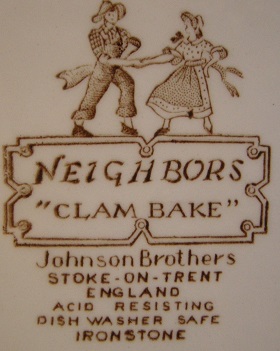 NEIGHBORS
"CLAM BAKE"
Johnson Brothers
STOKE-ON-TRENT
ENGLAND
ACID RESISTING
DISH WASHER SAFE
IRONSTONE